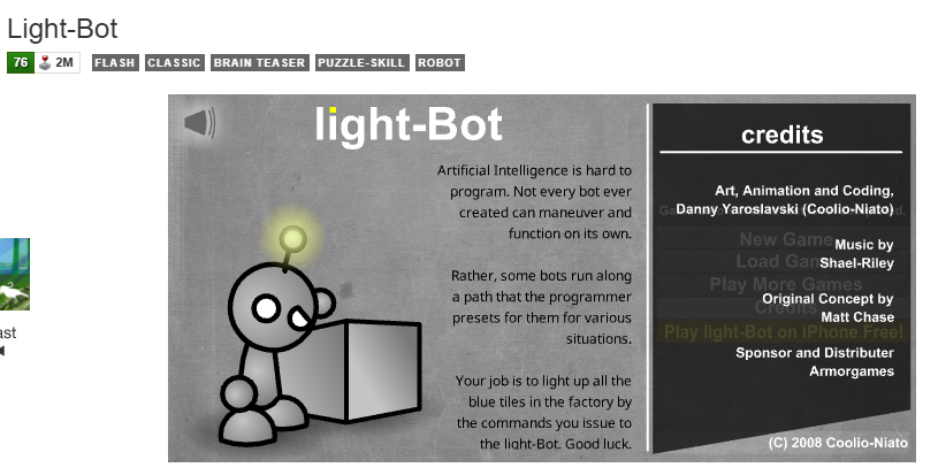 Light-Bot
76 2M FLASH CLASSIC BRAIN TEASER PUZZLE-SKILL ROBOT
light-Bot
Artificial Intelligence is hard to
program. Not every bot ever
created can maneuver and
function on its own.
Rather, some bots run along
a path that the programmer
presets for them for various
situations.
Your job is to light up all the
blue tiles in the factory by
the commands you issue to
the light-Bot. Good luck.
credits
Art, Animation and Coding,
Danny Yaroslavski (Coolio-Niato)
New Game
Music by
Load Gam
Shael-Riley
Play More Games
Original Concept by
Credits
Matt Chase
Play light-Bot on iPhone Free!
Sponsor and Distributer
Armorgames
(C) 2008 Coolio-Niato
ast